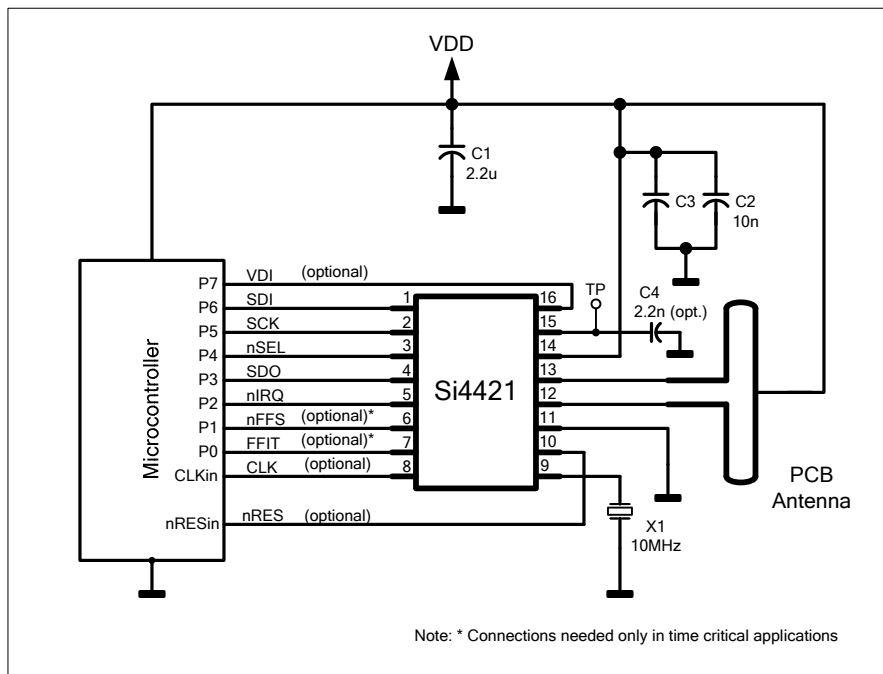 VDD
C1
2.2u
C3
C2
10n
Microcontroller
P7 VDI (optional)
P6 SDI
P5 SCK
P4 nSEL
P3 SDO
P2 nIRQ
P1 nFFS (optional)*
P0 FFIT (optional)*
CLKin CLK (optional)
nRESin nRES (optional)
1
2
3
4
5
6
7
8
Si4421
16
15
14
13
12
11
10
9
TP
C4
2.2n (opt.)
X1
10MHz
PCB
Antenna
Note: * Connections needed only in time critical applications